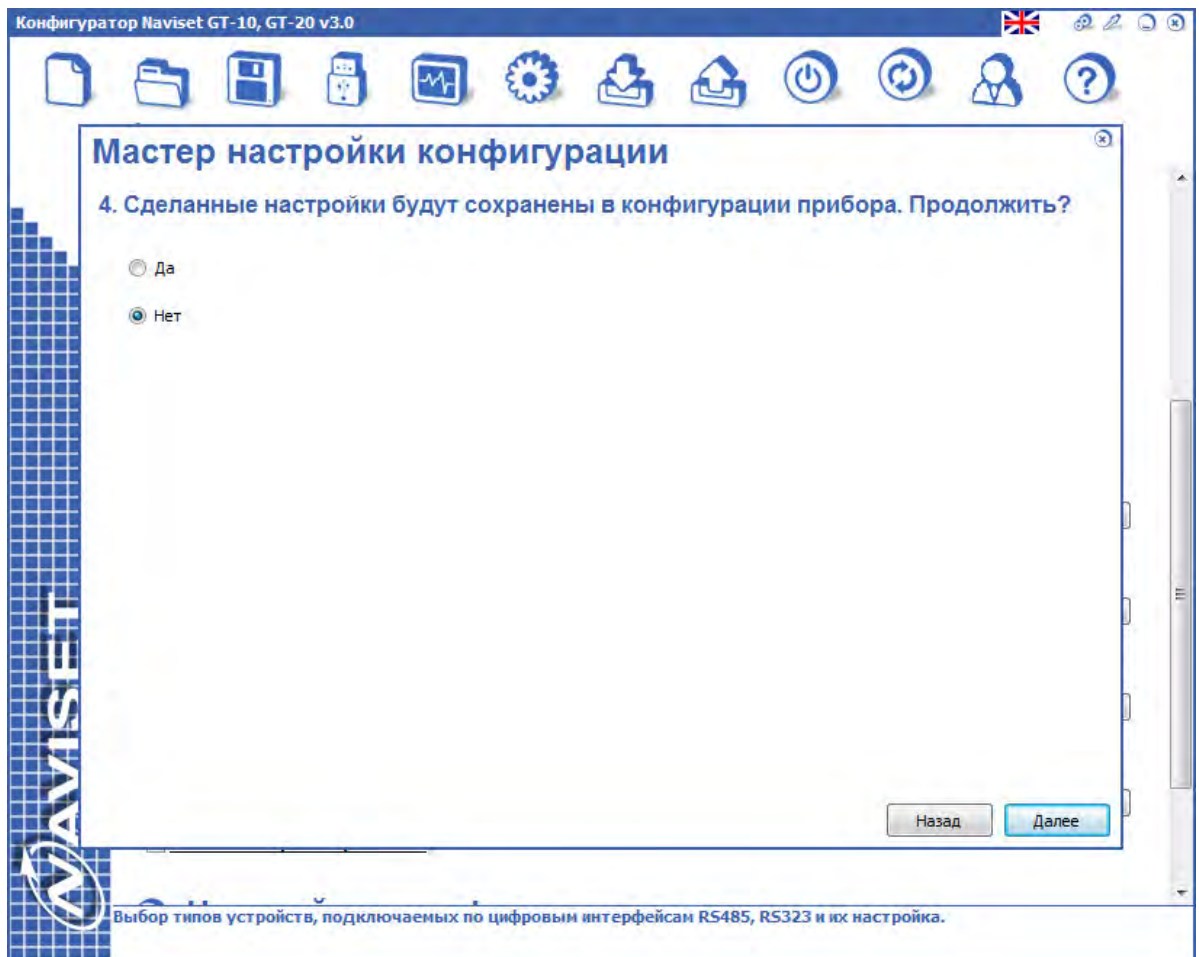 Конфигуратор Naviset GT-10, GT-20 v3.0
Мастер настройки конфигурации
4. Сделанные настройки будут сохранены в конфигурации прибора. Продолжить?
Да
Нет
Назад
Далее
NAVISET
Выбор типов устройств, подключаемых по цифровым интерфейсам RS485, RS323 и их настройка.